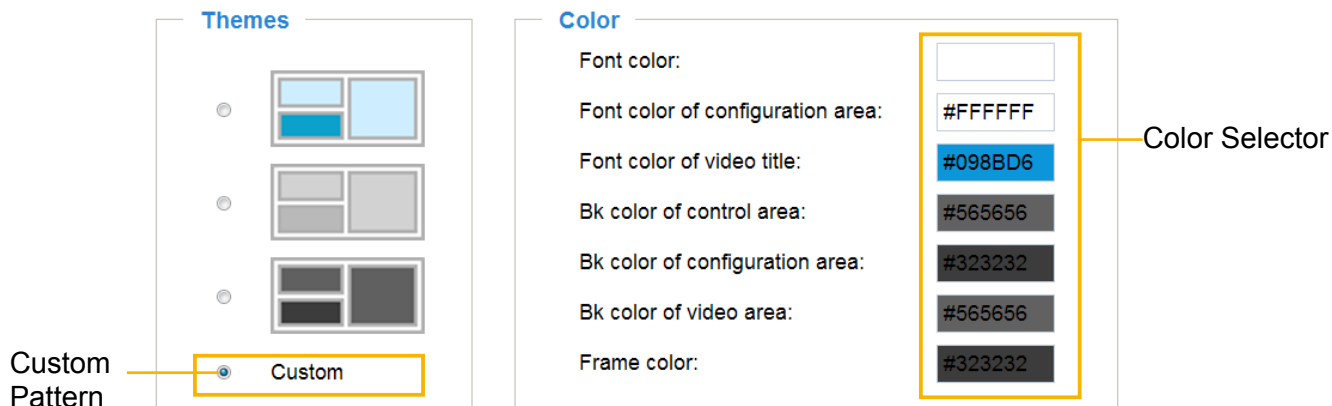 Themes
Custom
Custom
Pattern
Color
Font color:
Font color of configuration area: #FFFFFF
Font color of video title: #098BD6
Bk color of control area: #565656
Bk color of configuration area: #323232
Bk color of video area: #565656
Frame color: #323232
Color Selector